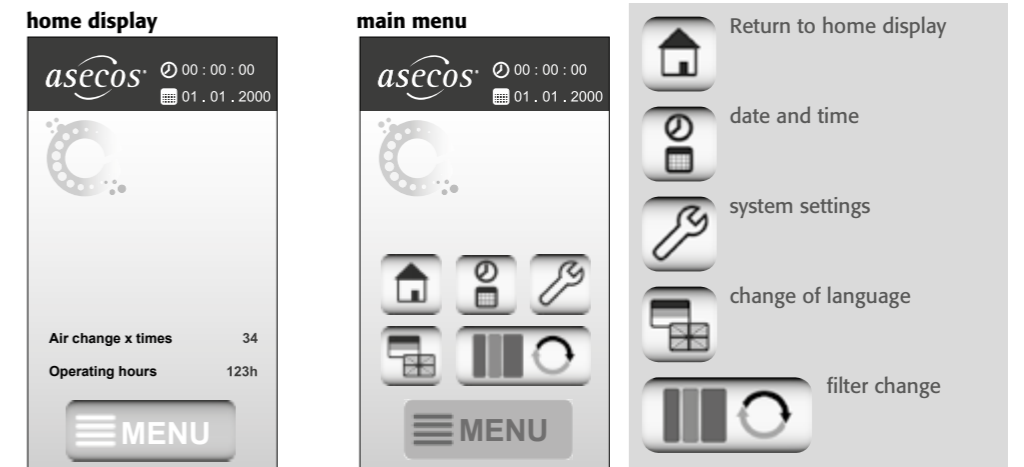 home display
asecos 00 : 00 : 00
01 . 01 . 2000
Air change x times 34
Operating hours 123h
MENU
main menu
asecos 00 : 00 : 00
01 . 01 . 2000
MENU
Return to home display
date and time
system settings
change of language
filter change